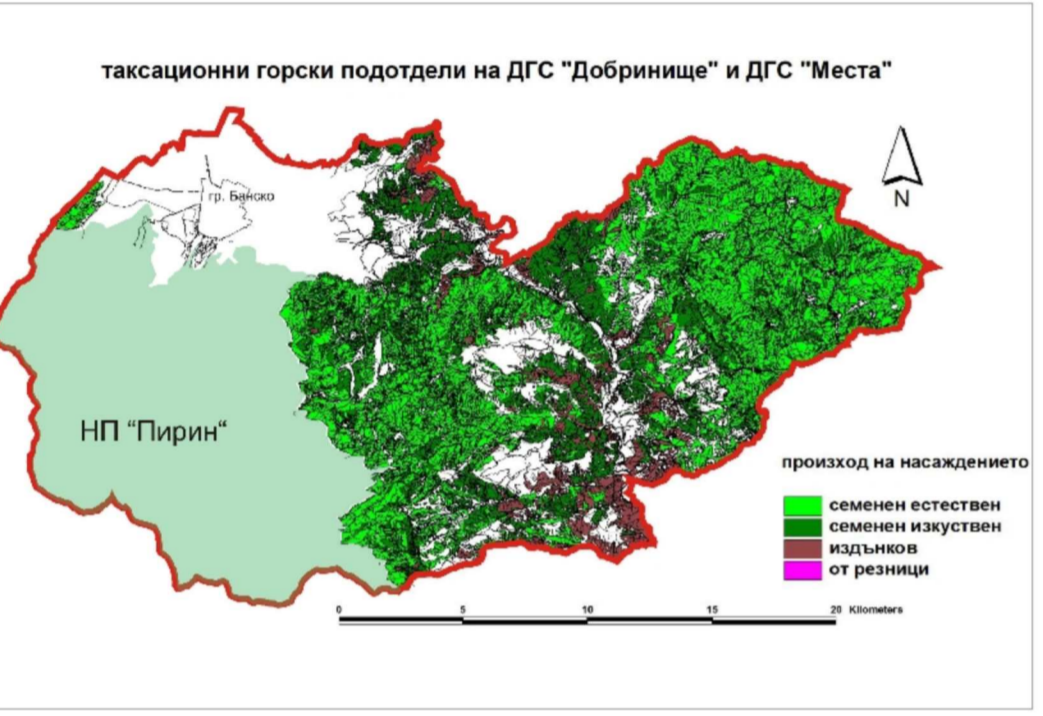 таксационни горски подотдели на ДГС "Добринище" и ДГС "Места"
гр. Банско
N
НП “Пирин“
произход на насаждението
семенен естествен
семенен изкуствен
издънков
от резници
0 5 10 15 20 Kilometers